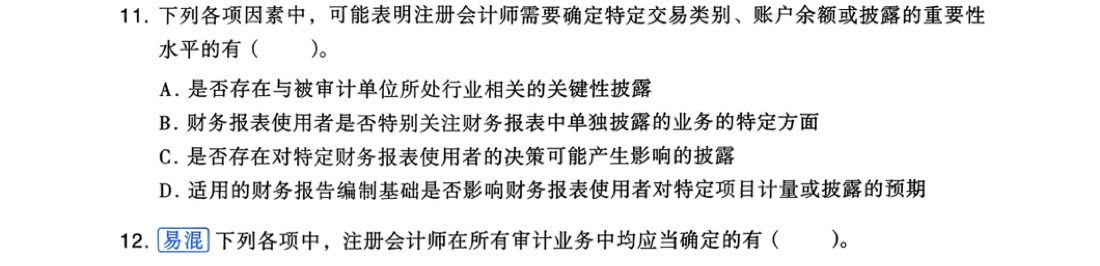 11. 下列各项因素中，可能表明注册会计师需要确定特定交易类别、账户余额或披露的重要性
水平的有（　　）。
A. 是否存在与被审计单位所处行业相关的关键性披露
B. 财务报表使用者是否特别关注财务报表中单独披露的业务的特定方面
C. 是否存在对特定财务报表使用者的决策可能产生影响的披露
D. 适用的财务报告编制基础是否影响财务报表使用者对特定项目计量或披露的预期
12. 易混 下列各项中，注册会计师在所有审计业务中均应当确定的有（　　）。